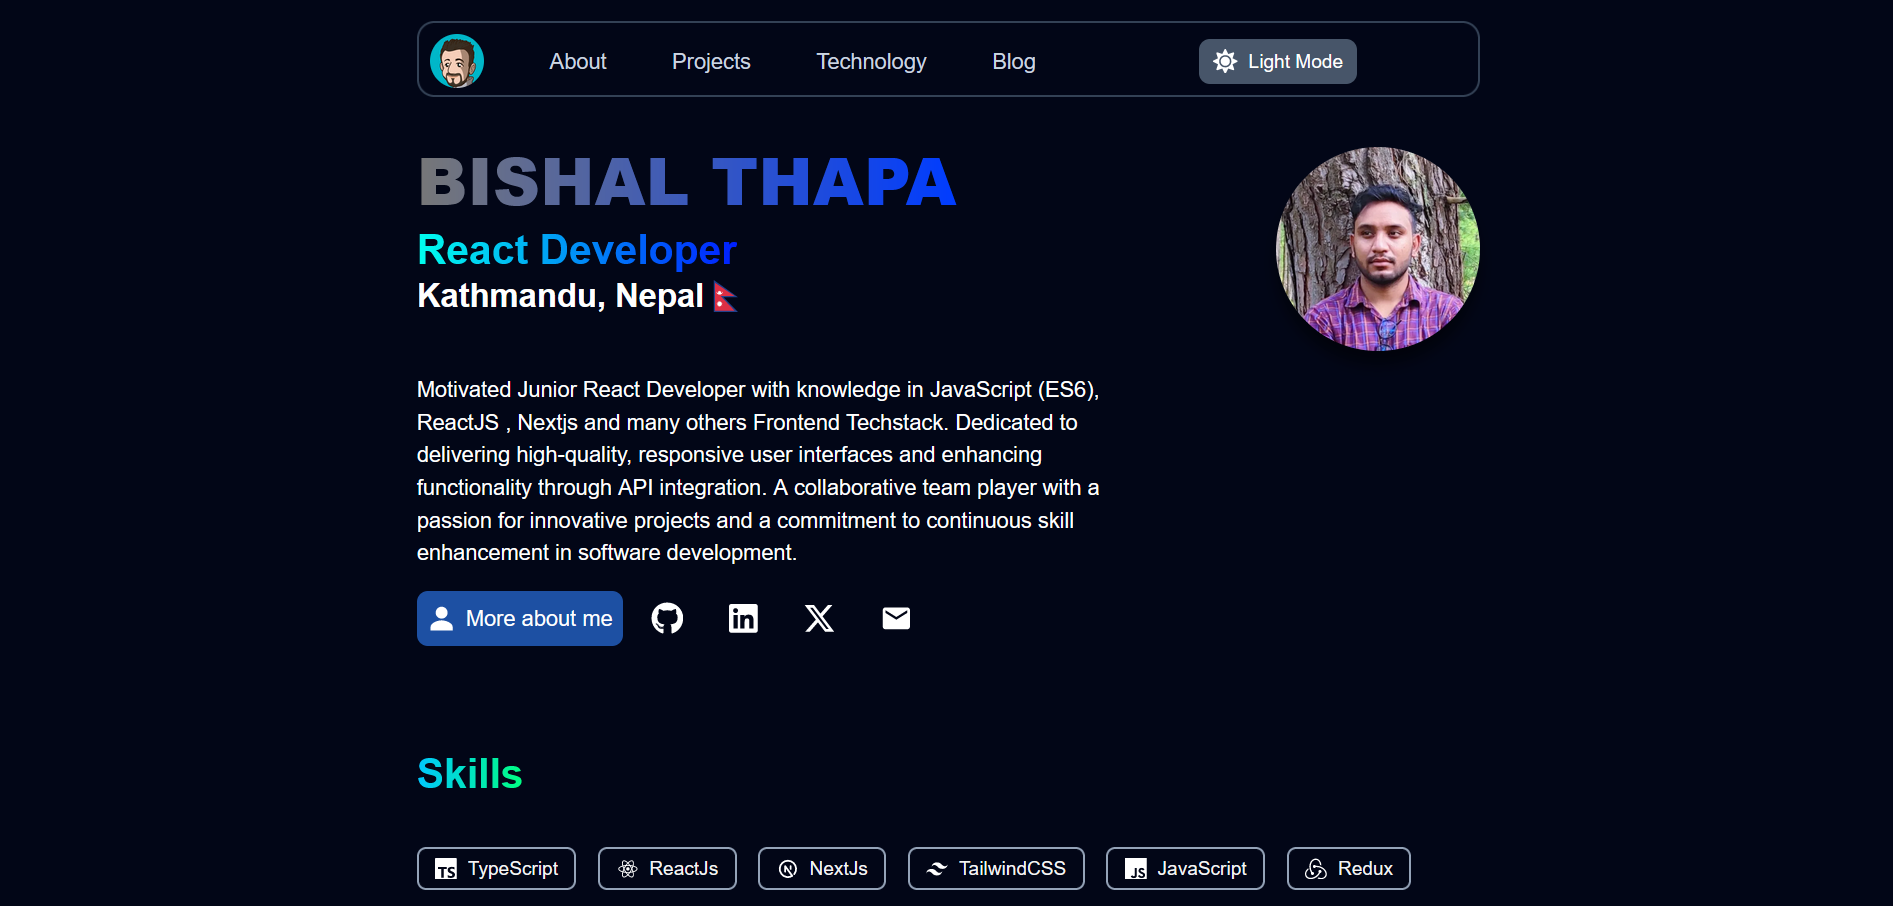 About Projects Technology Blog Light Mode
BISHAL THAPA
React Developer
Kathmandu, Nepal
Motivated Junior React Developer with knowledge in JavaScript (ES6),
ReactJS , Nextjs and many others Frontend Techstack. Dedicated to
delivering high-quality, responsive user interfaces and enhancing
functionality through API integration. A collaborative team player with a
passion for innovative projects and a commitment to continuous skill
enhancement in software development.
More about me in X
Skills
TS TypeScript ReactJs N NextJs TailwindCSS JS JavaScript Redux